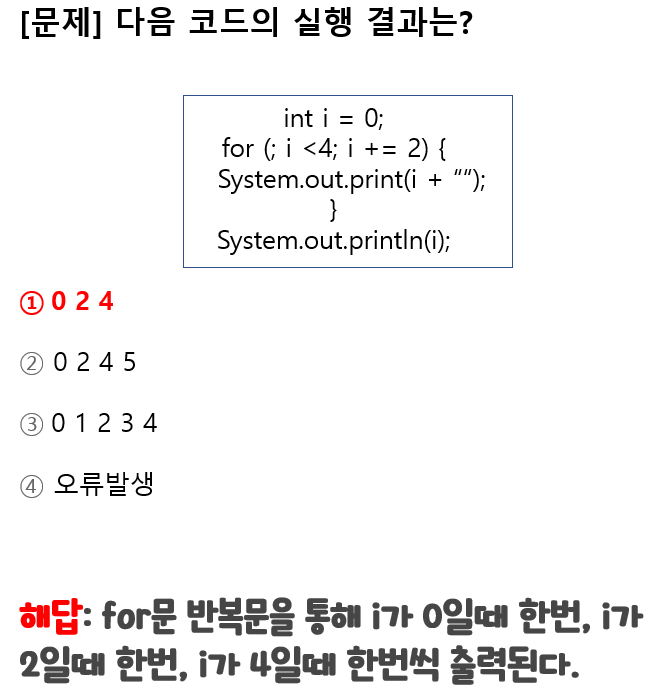 [문제] 다음 코드의 실행 결과는?
int i = 0;
for (; i <4; i += 2) {
System.out.print(i + ““);
}
System.out.println(i);
① 0 2 4
② 0 2 4 5
③ 0 1 2 3 4
④ 오류발생
해답: for문 반복문을 통해 i가 0일때 한번, i가
2일때 한번, i가 4일때 한번씩 출력된다.